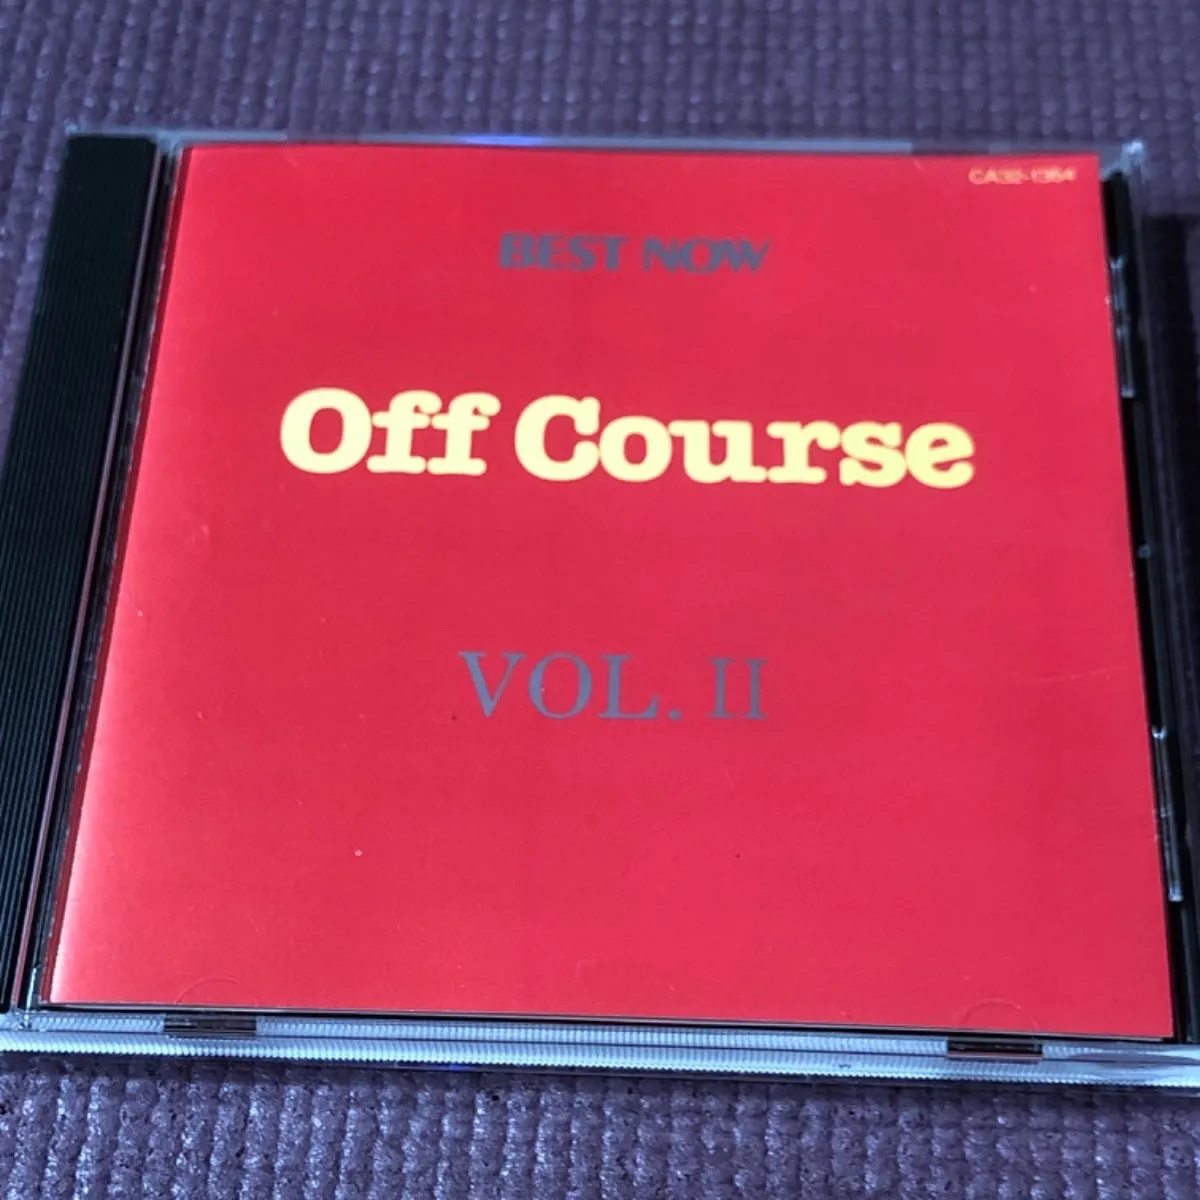 CA32-1364
BEST NOW
Off Course
VOL. II